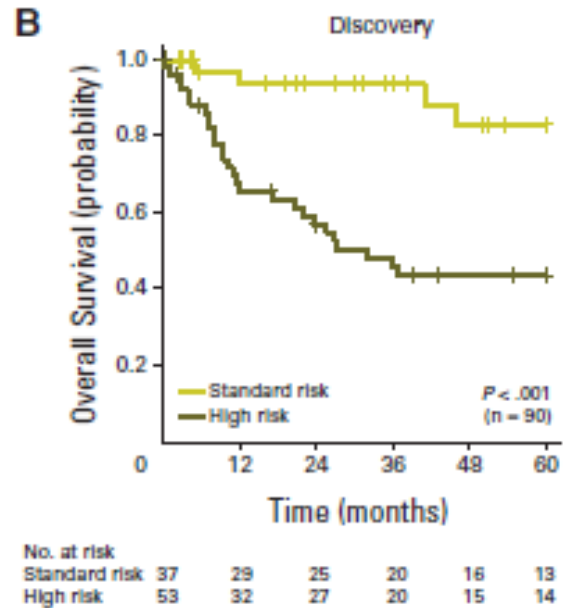 B
Discovery
Overall Survival (probability)
1.0
0.8
0.6
0.4
0.2
Standard risk
High risk
P < .001
(n = 90)
0 12 24 36 48 60
Time (months)
No. at risk
Standard risk 37 29 25 20 16 13
High risk 53 32 27 20 15 14